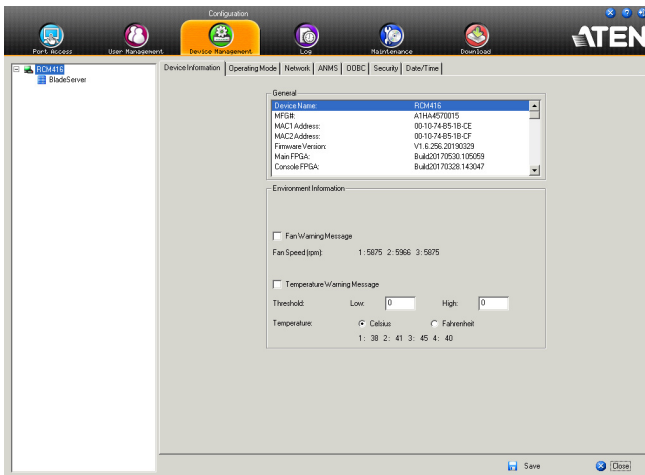 Configuration
Port Access
User Management
Device Management
Log
Maintenance
Download
ATEN
RCM416
BladeServer
Device Information
Operating Mode
Network
ANMS
OOBC
Security
Date/Time
General
Device Name: RCM416
MFG#: A1HA4570015
MAC1 Address: 00-10-74-B5-1B-CE
MAC2 Address: 00-10-74-B5-1B-CF
Firmware Version: V1.6.256.20190329
Main FPGA: Build20170530.105059
Console FPGA: Build20170328.143047
Environment Information
Fan Warning Message
Fan Speed (rpm): 1 : 5875 2 : 5966 3 : 5875
Temperature Warning Message
Threshold: Low: 0 High: 0
Temperature: Celsius Fahrenheit
1 : 38 2 : 41 3 : 45 4 : 40
Save
Close